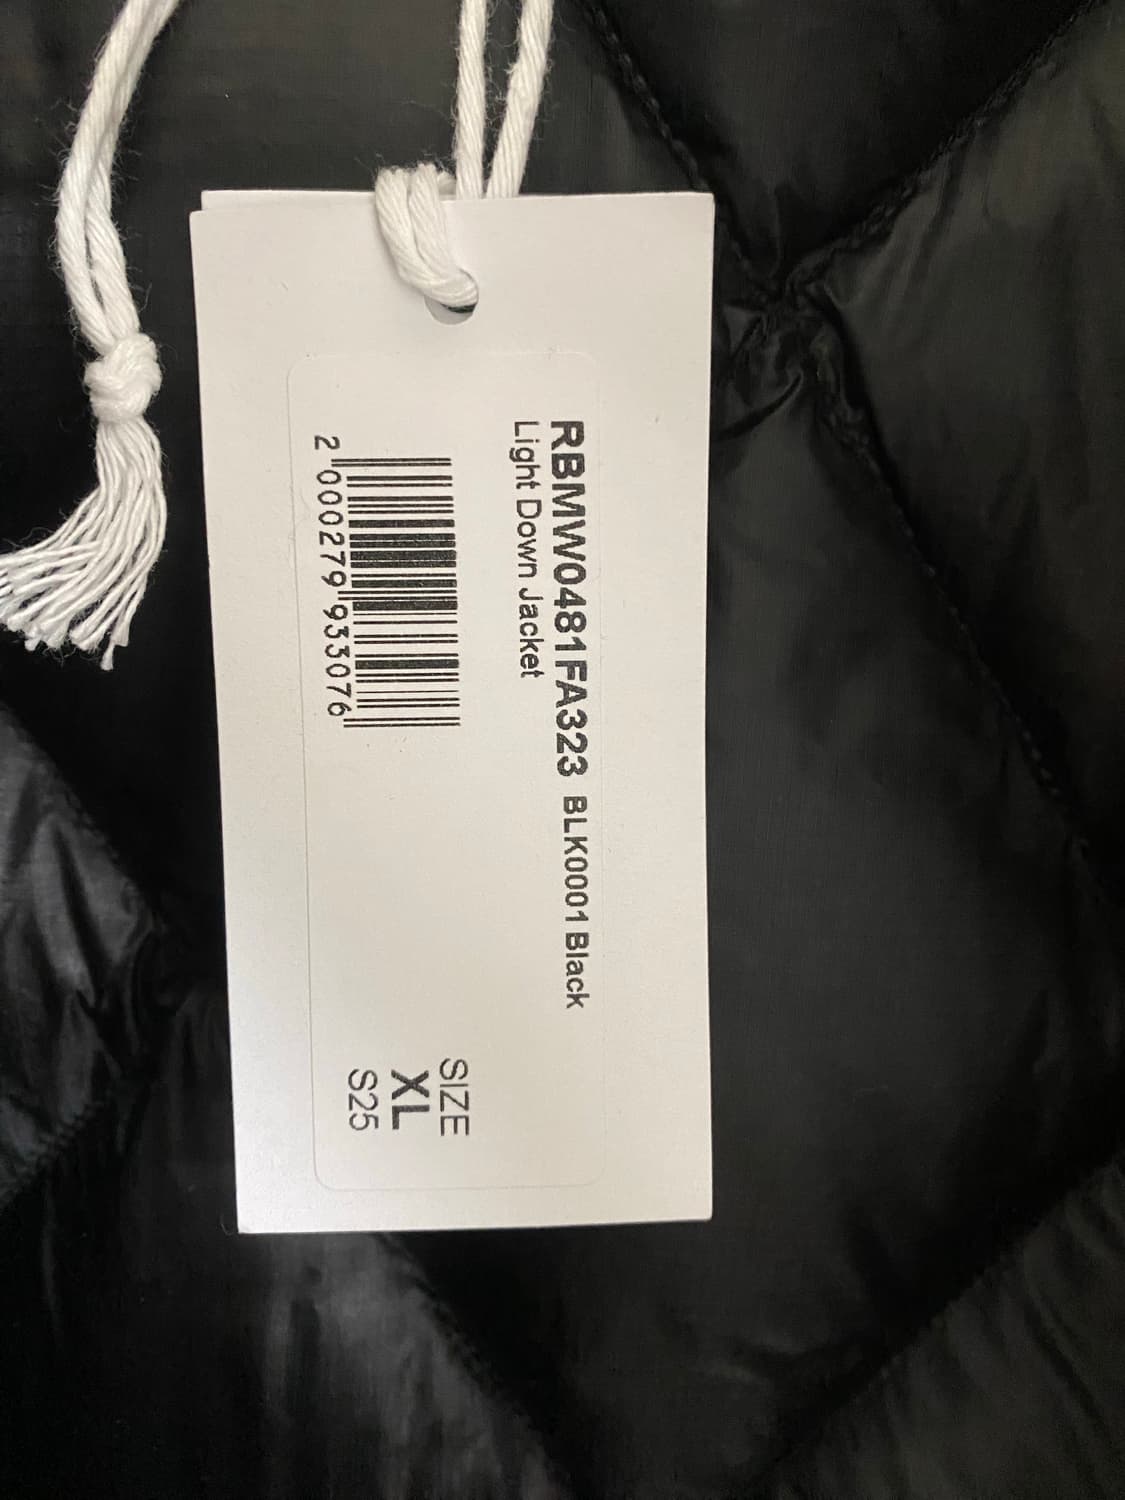 RBMW0481FA323 BLK0001 Black
Light Down Jacket
2 000279 933076
SIZE
XL
S25